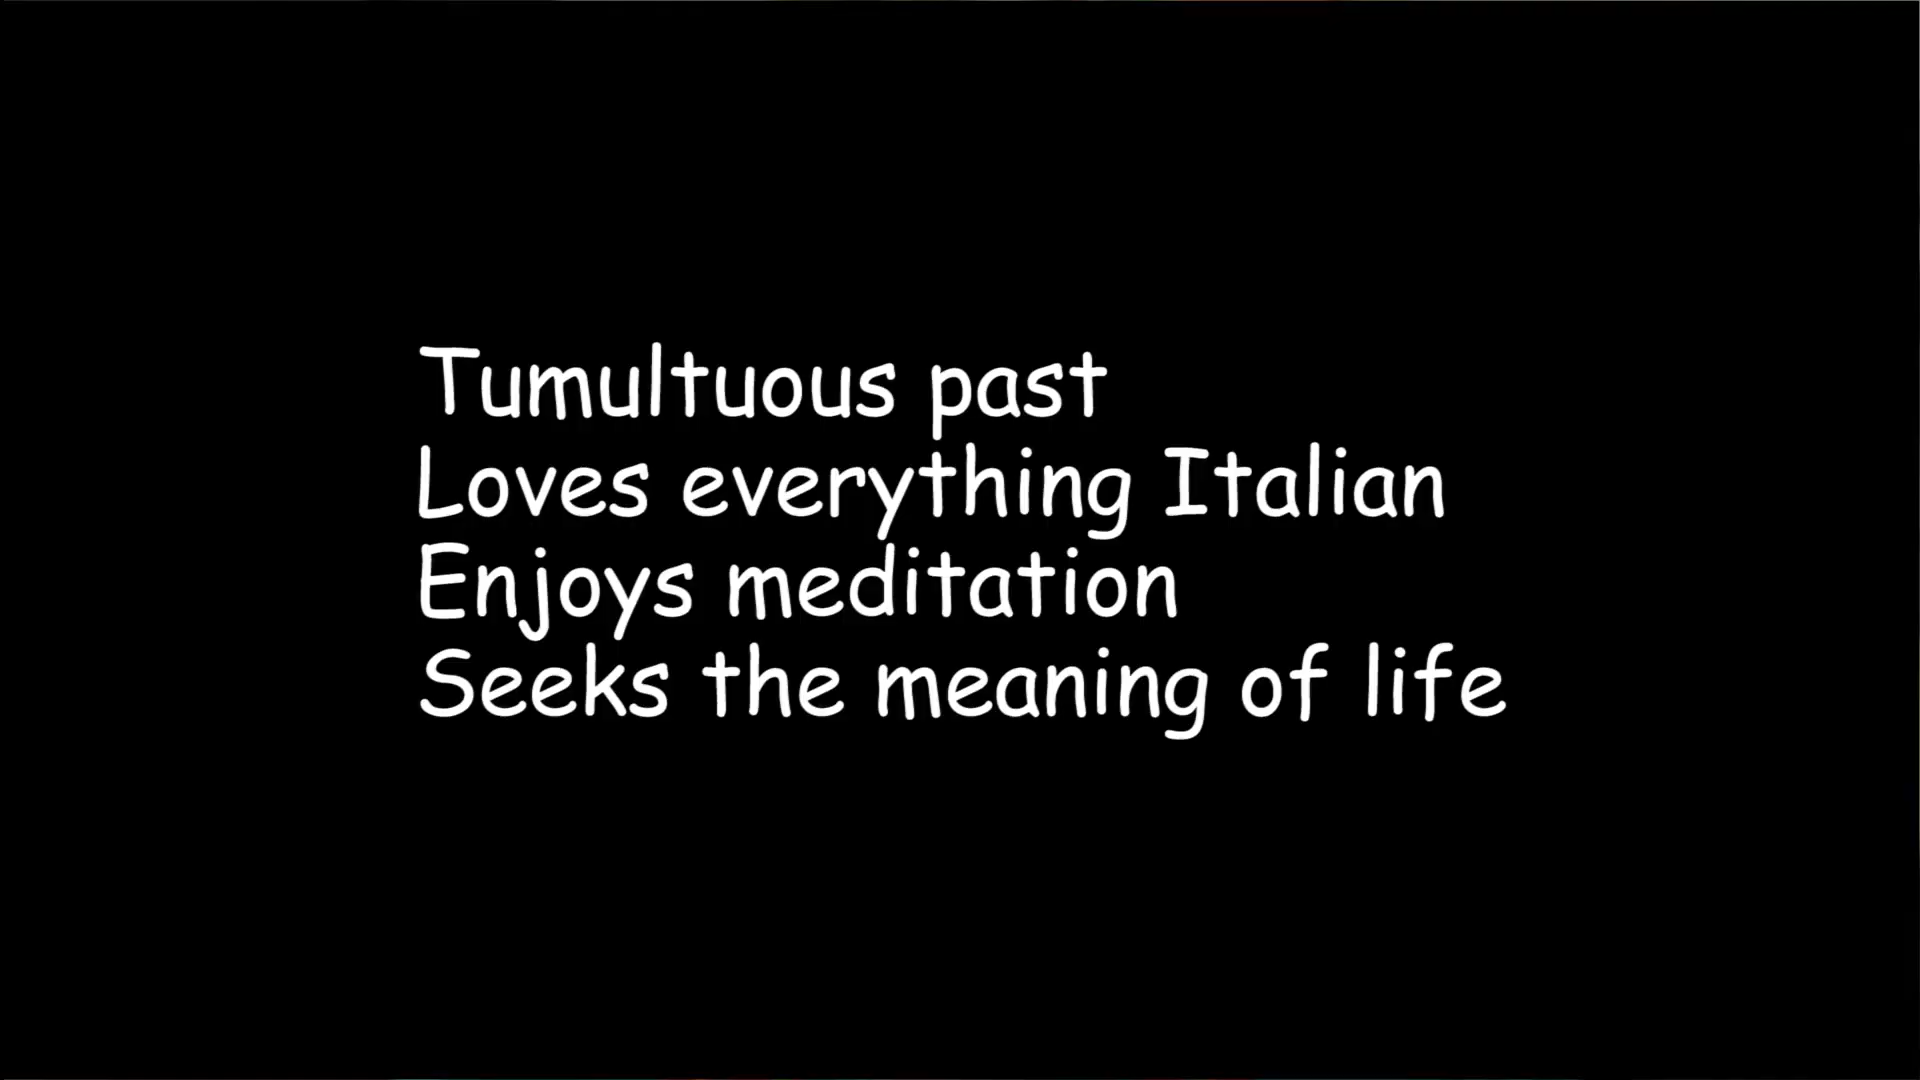 Tumultuous past
Loves everything Italian
Enjoys meditation
Seeks the meaning of life